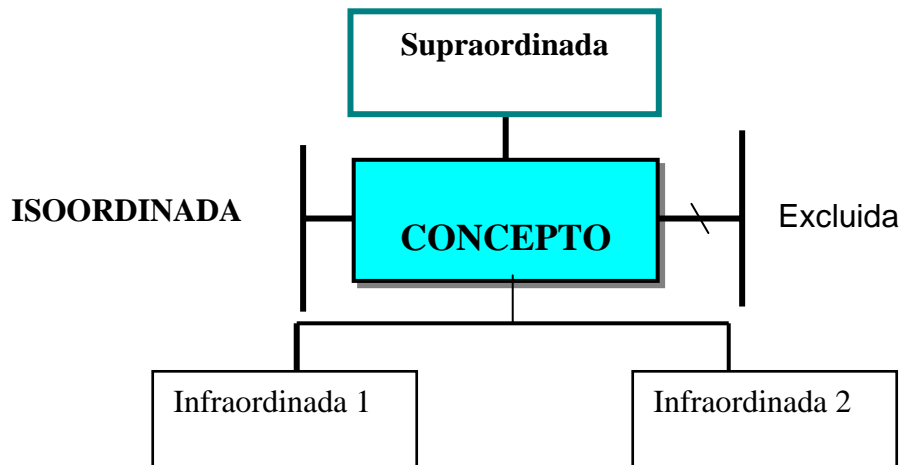 Supraordinada
ISOORDINADA
CONCEPTO
Excluida
Infraordinada 1
Infraordinada 2